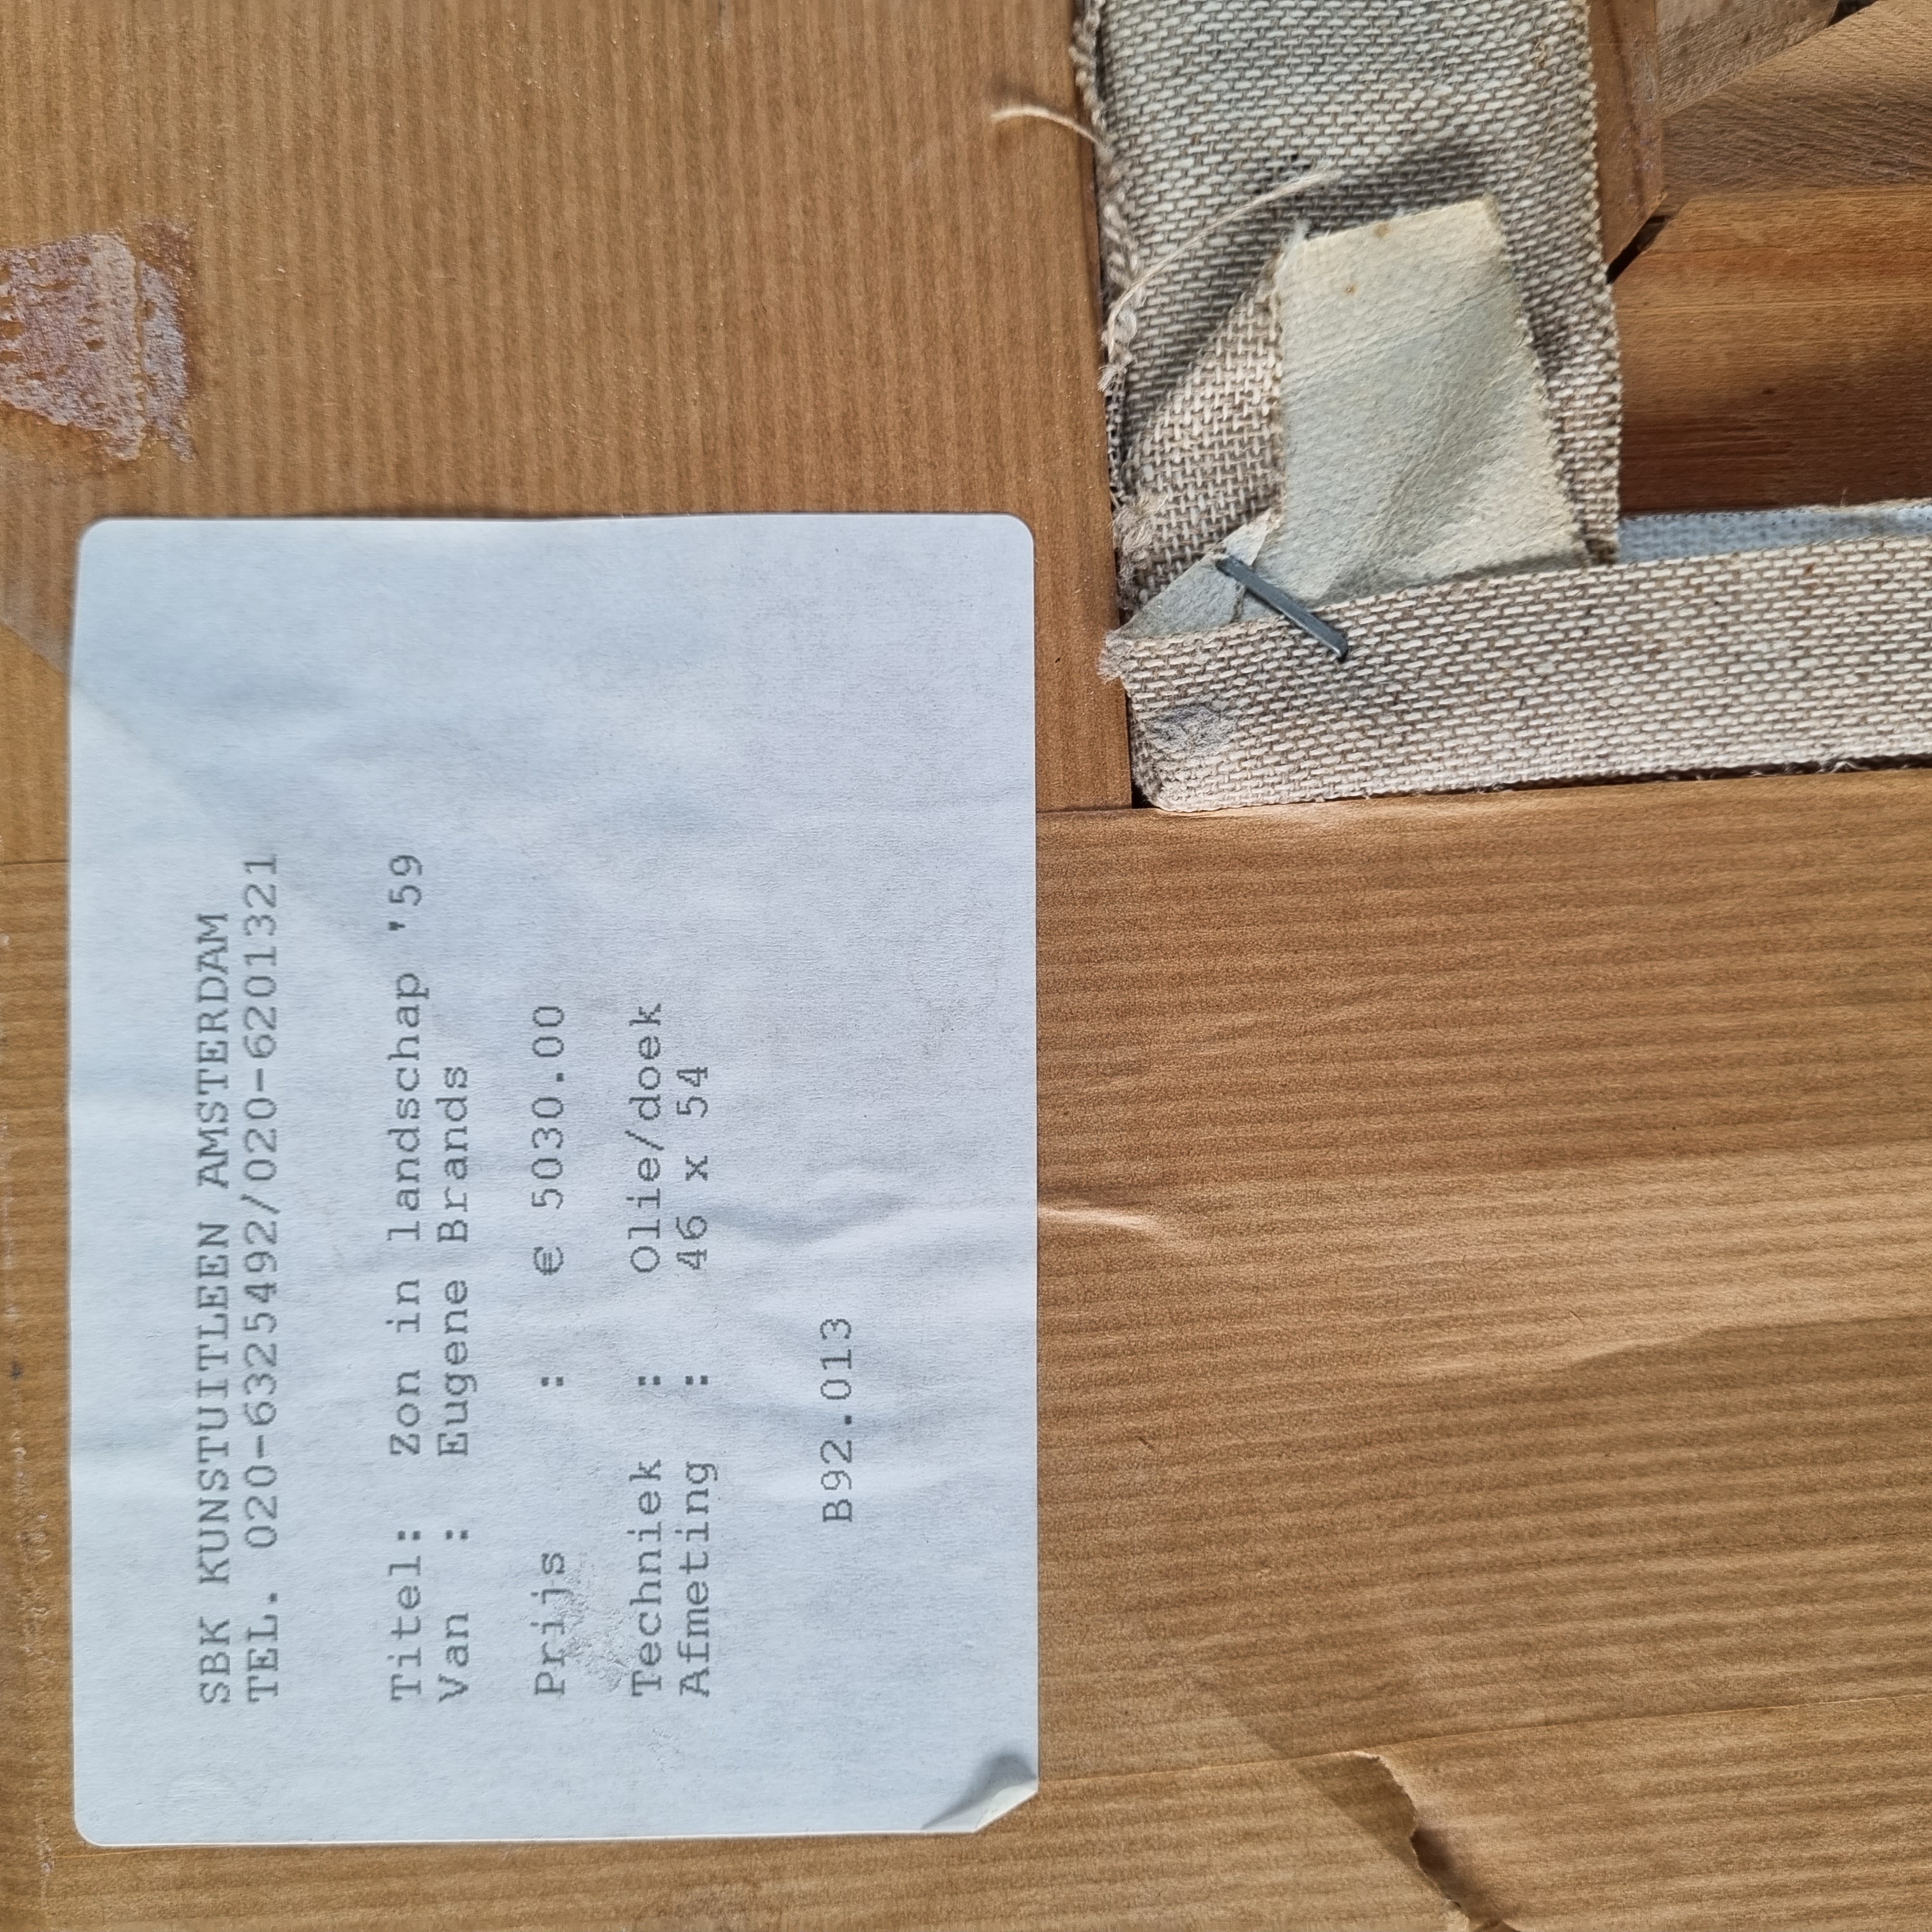 SBK KUNSTUITLEEN AMSTERDAM
TEL. 020-6325492/020-6201321
Titel: Zon in landschap '59
Van : Eugene Brands
Prijs : € 5030.00
Techniek : Olie/doek
Afmeting : 46 x 54
B92.013